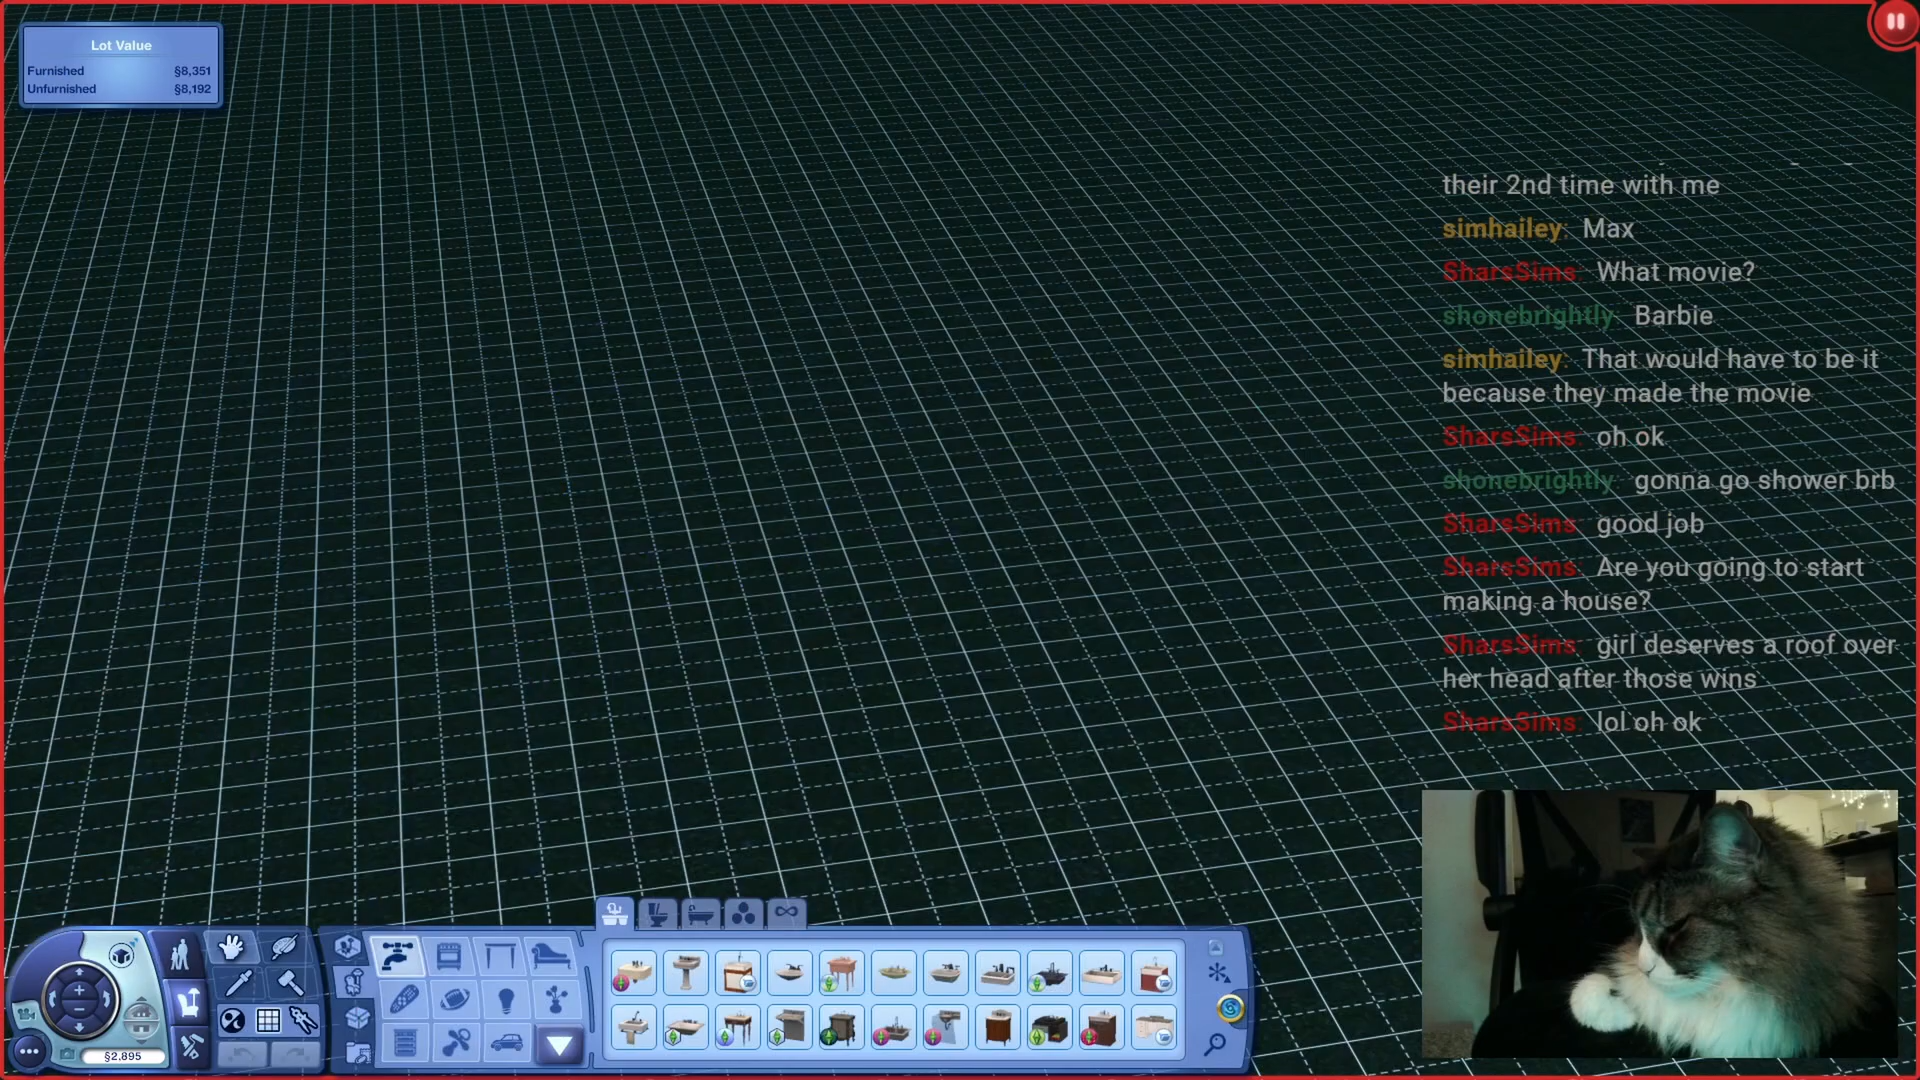 Lot Value
Furnished §8,351
Unfurnished §8,192
their 2nd time with me
simhailey: Max
SharsSims: What movie?
shonebrightly: Barbie
simhailey: That would have to be it
because they made the movie
SharsSims: oh ok
shonebrightly: gonna go shower brb
SharsSims: good job
SharsSims: Are you going to start
making a house?
SharsSims: girl deserves a roof over
her head after those wins
SharsSims: lol oh ok
§2,895